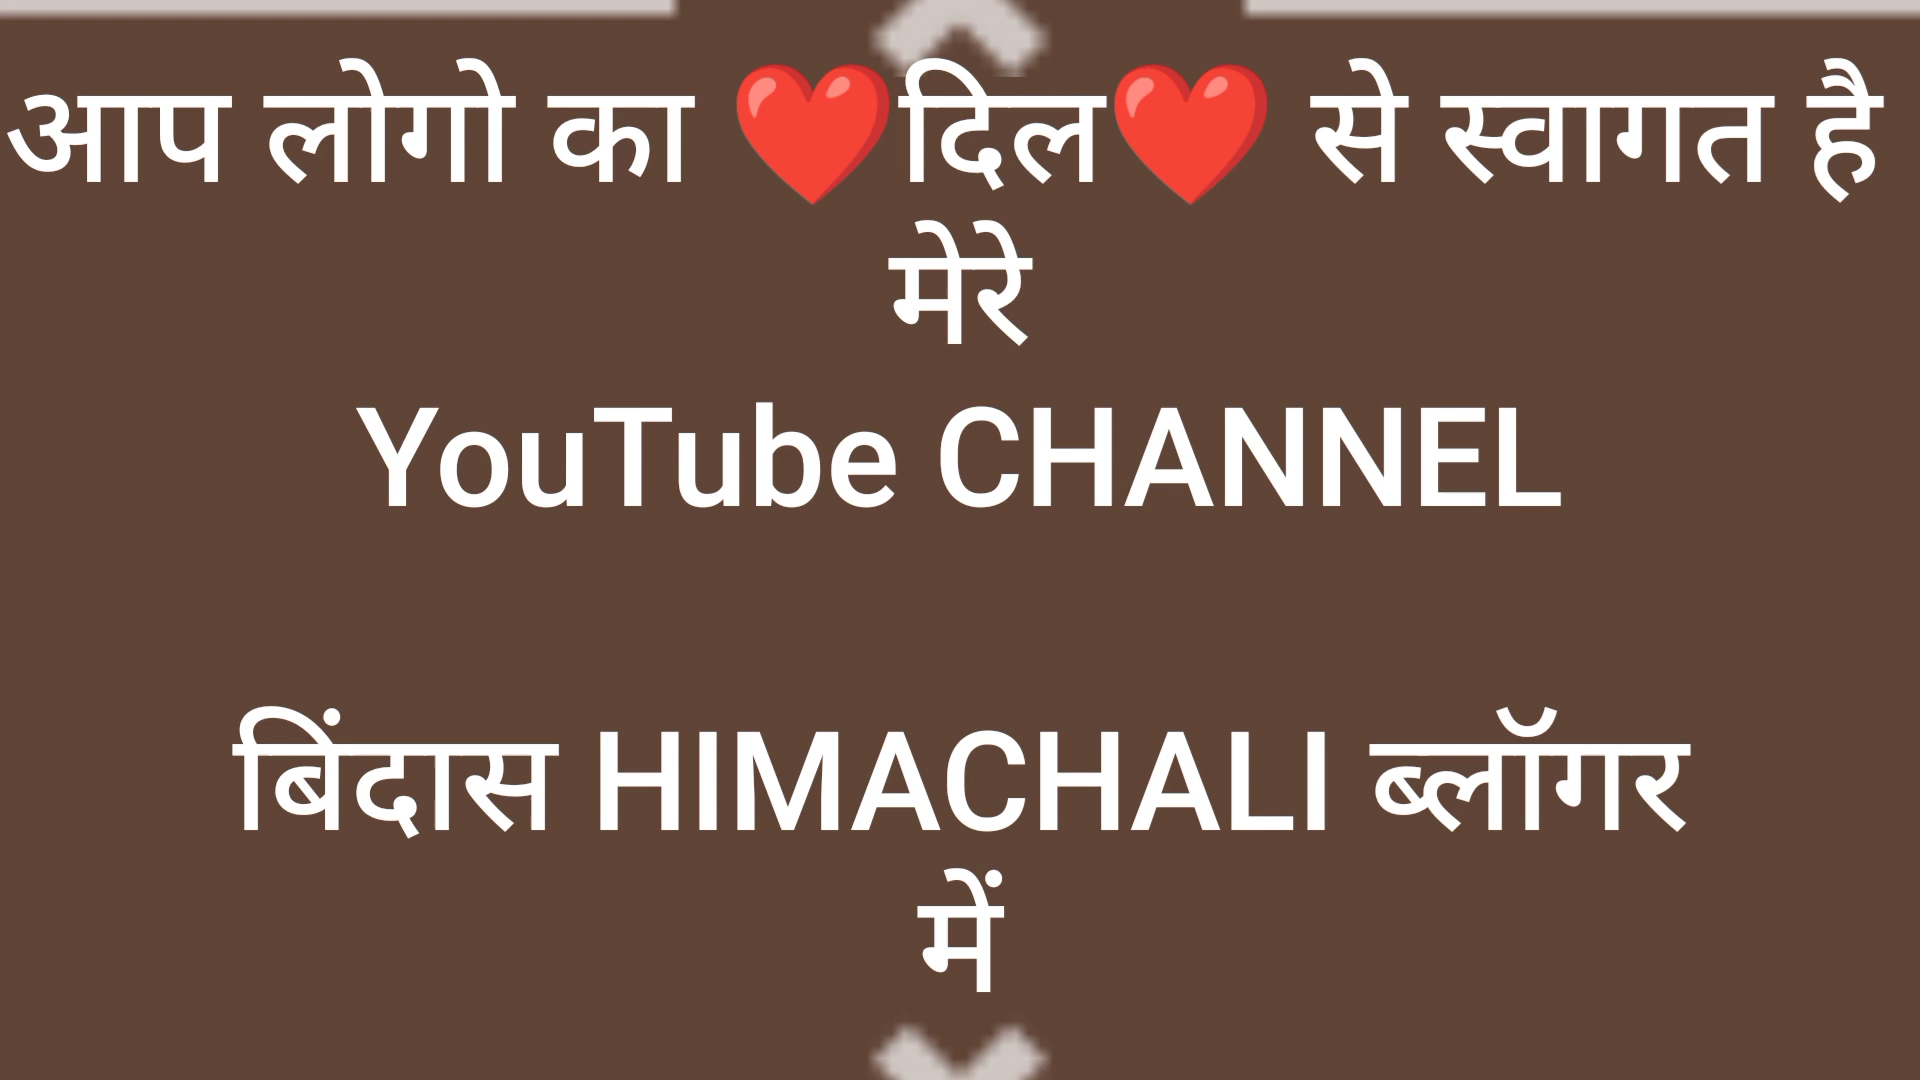 आप लोगो का ❤️दिल❤️ से स्वागत है
मेरे
YouTube CHANNEL
बिंदास HIMACHALI ब्लॉगर
में